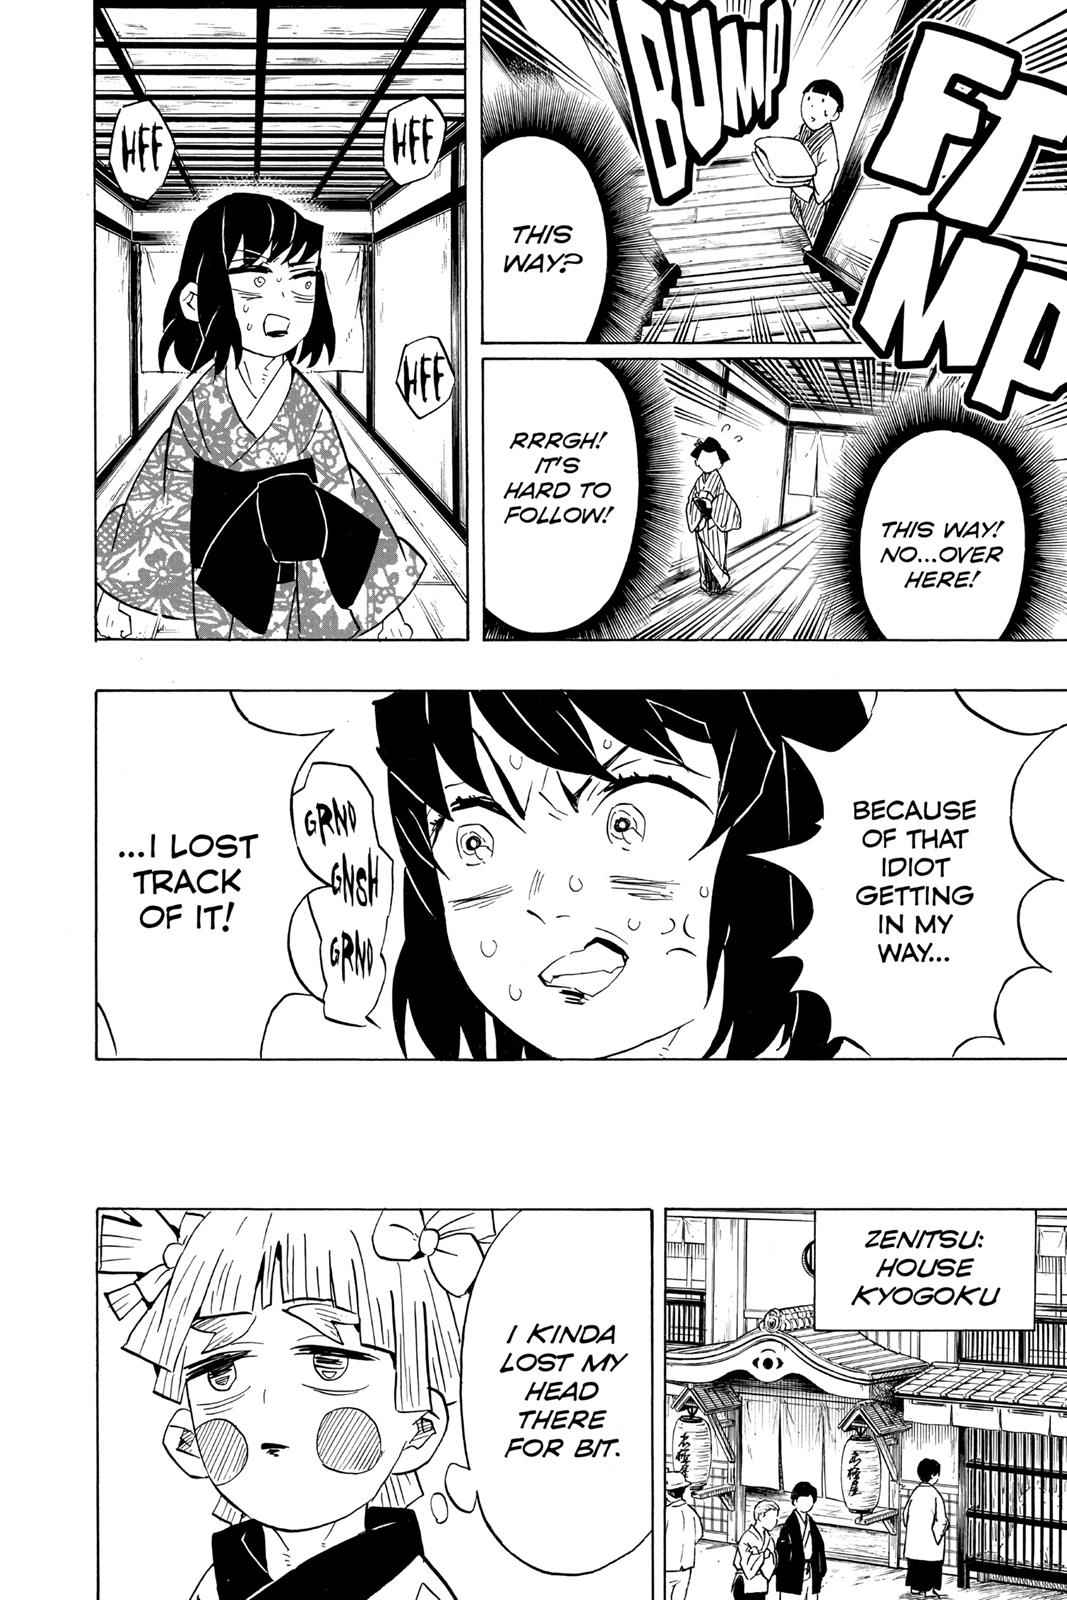 BUMP
FT
MP
THIS
WAY?
THIS WAY!
NO...OVER
HERE!
RRRGH!
IT'S
HARD TO
FOLLOW!
HFF
HFF
HFF
BECAUSE
OF THAT
IDIOT
GETTING
IN MY
WAY...
GRND
GNSH
GRND
...I LOST
TRACK
OF IT!
ZENITSU:
HOUSE
KYOGOKU
I KINDA
LOST MY
HEAD
THERE
FOR BIT.